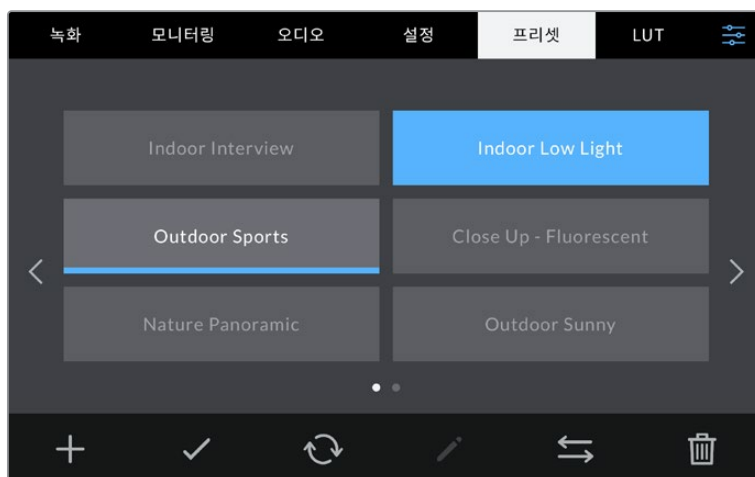 녹화 모니터링 오디오 설정 프리셋 LUT
Indoor Interview Indoor Low Light
Outdoor Sports Close Up - Fluorescent
Nature Panoramic Outdoor Sunny